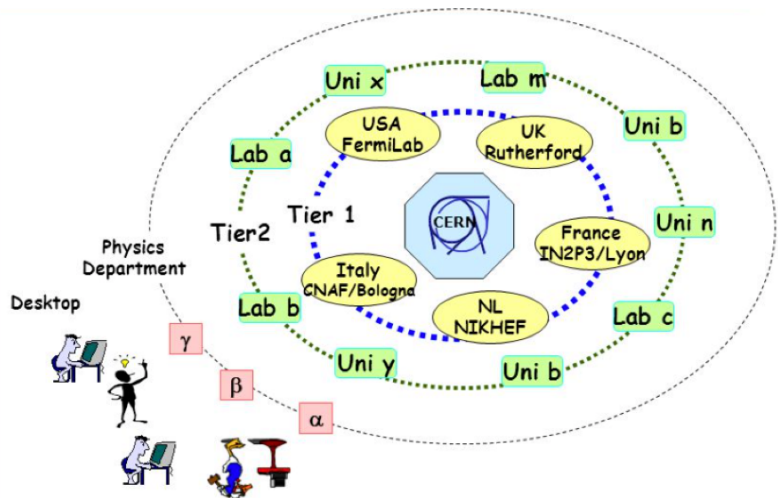 Uni x
Lab m
USA
FermiLab
UK
Rutherford
Uni b
Lab a
Tier 1
Tier2
CERN
Uni n
France
IN2P3/Lyon
Physics
Department
Italy
CNAF/Bologna
Desktop
Lab b
NL
NIKHEF
Lab c
γ
Uni y
Uni b
β
α